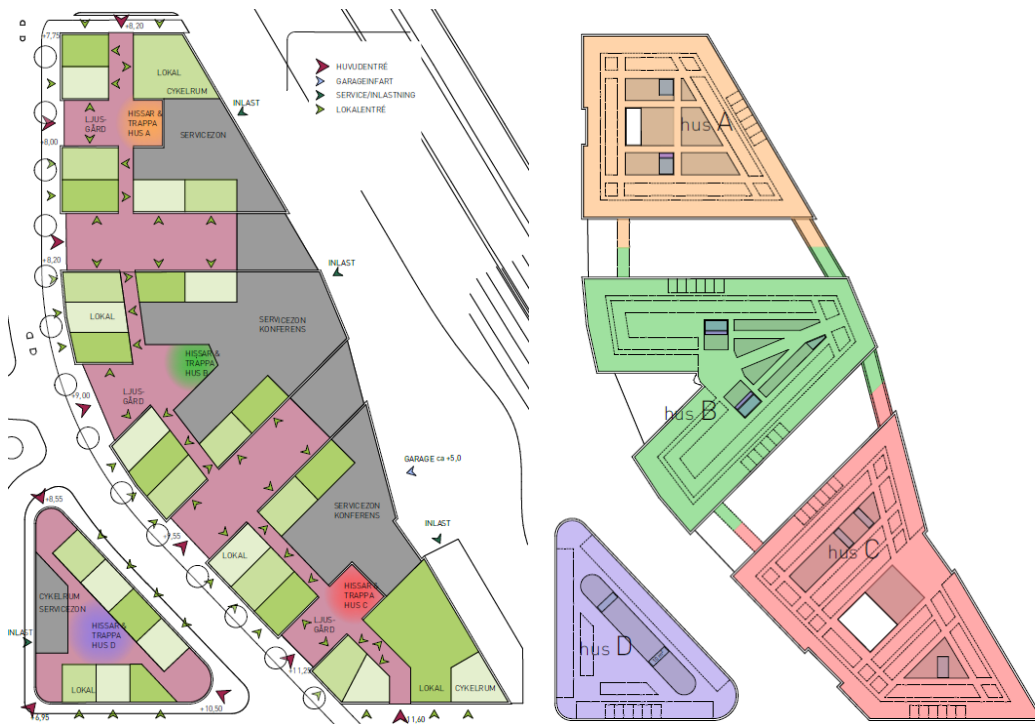 +8,20
+7,75
LOKAL
CYKELRUM
HUVUDENTRÉ
GARAGEINFART
SERVICE/INLASTNING
LOKALENTRÉ
INLAST
LJUS-
GÅRD
HISSAR &
TRAPPA
HUS A
SERVICEZON
+8,00
hus A
+8,20
INLAST
LOKAL
SERVICEZON
KONFERENS
HISSAR &
TRAPPA
HUS B
LJUS-
GÅRD
+9,00
hus B
GARAGE ca +5,0
+8,55
SERVICEZON
KONFERENS
INLAST
+9,55
LOKAL
hus C
CYKELRUM
SERVICEZON
HISSAR &
TRAPPA
HUS C
INLAST
HISSAR &
TRAPPA
HUS D
LJUS-
GÅRD
hus D
+11,25
LOKAL
LOKAL
CYKELRUM
+10,50
+6,95
11,60